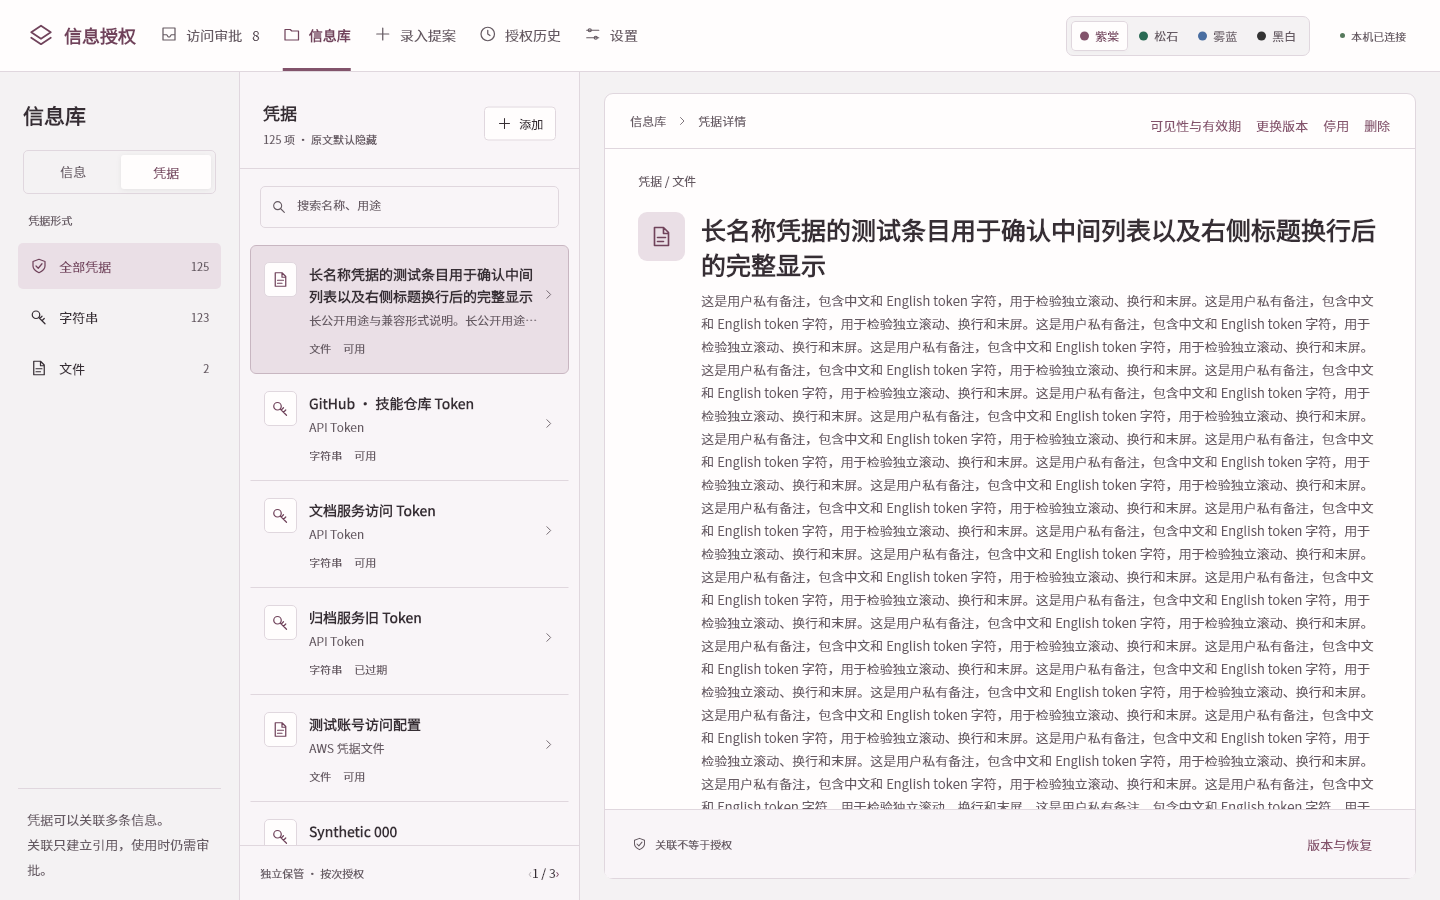 信息授权
访问审批 8
信息库
录入提案
授权历史
设置
紫棠
松石
雾蓝
黑白
本机已连接
信息库
信息
凭据
凭据形式
全部凭据 125
字符串 123
文件 2
凭据可以关联多条信息。
关联只建立引用，使用时仍需审
批。
凭据
125 项 · 原文默认隐藏
添加
搜索名称、用途
长名称凭据的测试条目用于确认中间
列表以及右侧标题换行后的完整显示
长公开用途与兼容形式说明。长公开用途…
文件 可用
GitHub · 技能仓库 Token
API Token
字符串 可用
文档服务访问 Token
API Token
字符串 可用
归档服务旧 Token
API Token
字符串 已过期
测试账号访问配置
AWS 凭据文件
文件 可用
Synthetic 000
独立保管 · 按次授权
‹1 / 3›
信息库 > 凭据详情
可见性与有效期 更换版本 停用 删除
凭据 / 文件
长名称凭据的测试条目用于确认中间列表以及右侧标题换行后
的完整显示
这是用户私有备注，包含中文和 English token 字符，用于检验独立滚动、换行和末屏。这是用户私有备注，包含中文
和 English token 字符，用于检验独立滚动、换行和末屏。这是用户私有备注，包含中文和 English token 字符，用于
检验独立滚动、换行和末屏。这是用户私有备注，包含中文和 English token 字符，用于检验独立滚动、换行和末屏。
这是用户私有备注，包含中文和 English token 字符，用于检验独立滚动、换行和末屏。这是用户私有备注，包含中文
和 English token 字符，用于检验独立滚动、换行和末屏。这是用户私有备注，包含中文和 English token 字符，用于
检验独立滚动、换行和末屏。这是用户私有备注，包含中文和 English token 字符，用于检验独立滚动、换行和末屏。
这是用户私有备注，包含中文和 English token 字符，用于检验独立滚动、换行和末屏。这是用户私有备注，包含中文
和 English token 字符，用于检验独立滚动、换行和末屏。这是用户私有备注，包含中文和 English token 字符，用于
检验独立滚动、换行和末屏。这是用户私有备注，包含中文和 English token 字符，用于检验独立滚动、换行和末屏。
这是用户私有备注，包含中文和 English token 字符，用于检验独立滚动、换行和末屏。这是用户私有备注，包含中文
和 English token 字符，用于检验独立滚动、换行和末屏。这是用户私有备注，包含中文和 English token 字符，用于
检验独立滚动、换行和末屏。这是用户私有备注，包含中文和 English token 字符，用于检验独立滚动、换行和末屏。
这是用户私有备注，包含中文和 English token 字符，用于检验独立滚动、换行和末屏。这是用户私有备注，包含中文
和 English token 字符，用于检验独立滚动、换行和末屏。这是用户私有备注，包含中文和 English token 字符，用于
检验独立滚动、换行和末屏。这是用户私有备注，包含中文和 English token 字符，用于检验独立滚动、换行和末屏。
这是用户私有备注，包含中文和 English token 字符，用于检验独立滚动、换行和末屏。这是用户私有备注，包含中文
和 English token 字符，用于检验独立滚动、换行和末屏。这是用户私有备注，包含中文和 English token 字符，用于
检验独立滚动、换行和末屏。这是用户私有备注，包含中文和 English token 字符，用于检验独立滚动、换行和末屏。
这是用户私有备注，包含中文和 English token 字符，用于检验独立滚动、换行和末屏。这是用户私有备注，包含中文
和 English token 字符，用于检验独立滚动、换行和末屏。这是用户私有备注，包含中文和 English token 字符，用于
检验独立滚动、换行和末屏。这是用户私有备注，包含中文和 English token 字符，用于检验独立滚动、换行和末屏。
这是用户私有备注，包含中文和 English token 字符，用于检验独立滚动、换行和末屏。这是用户私有备注，包含中文
和 English token 字符，用于检验独立滚动、换行和末屏。这是用户私有备注，包含中文和 English token 字符，用于
关联不等于授权
版本与恢复